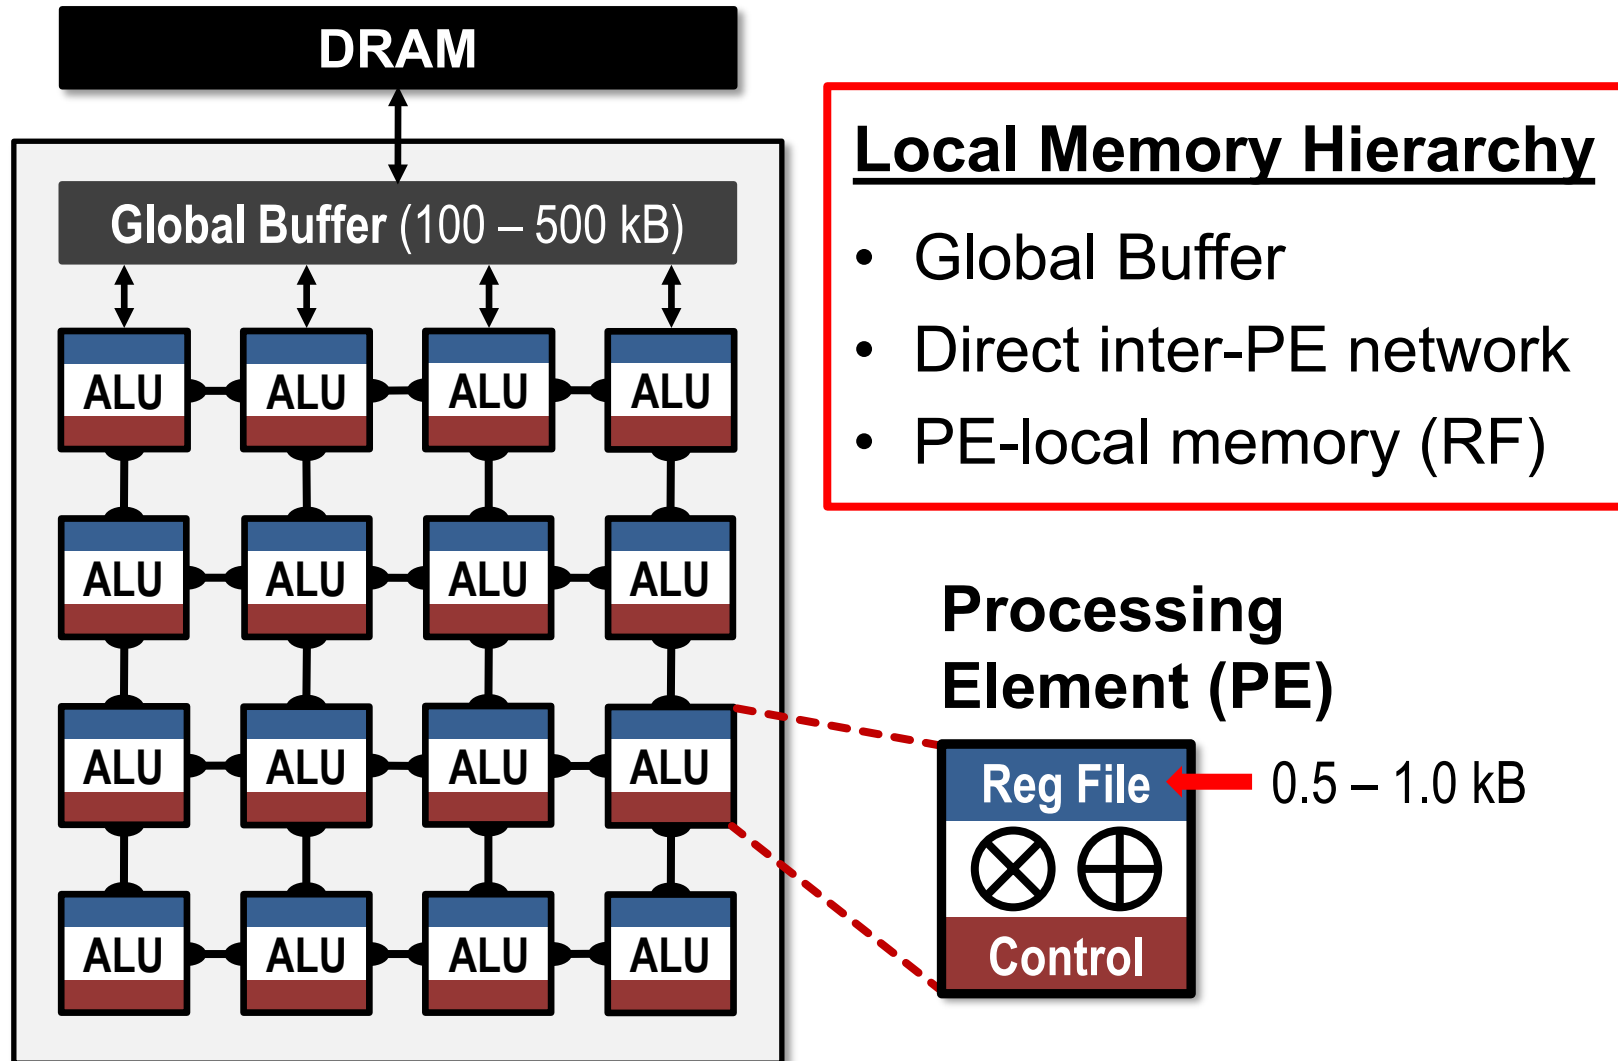 DRAM
Global Buffer (100 – 500 kB)
ALU ALU ALU ALU
ALU ALU ALU ALU
ALU ALU ALU ALU
ALU ALU ALU ALU
Local Memory Hierarchy
• Global Buffer
• Direct inter-PE network
• PE-local memory (RF)
Processing
Element (PE)
Reg File
0.5 – 1.0 kB
Control